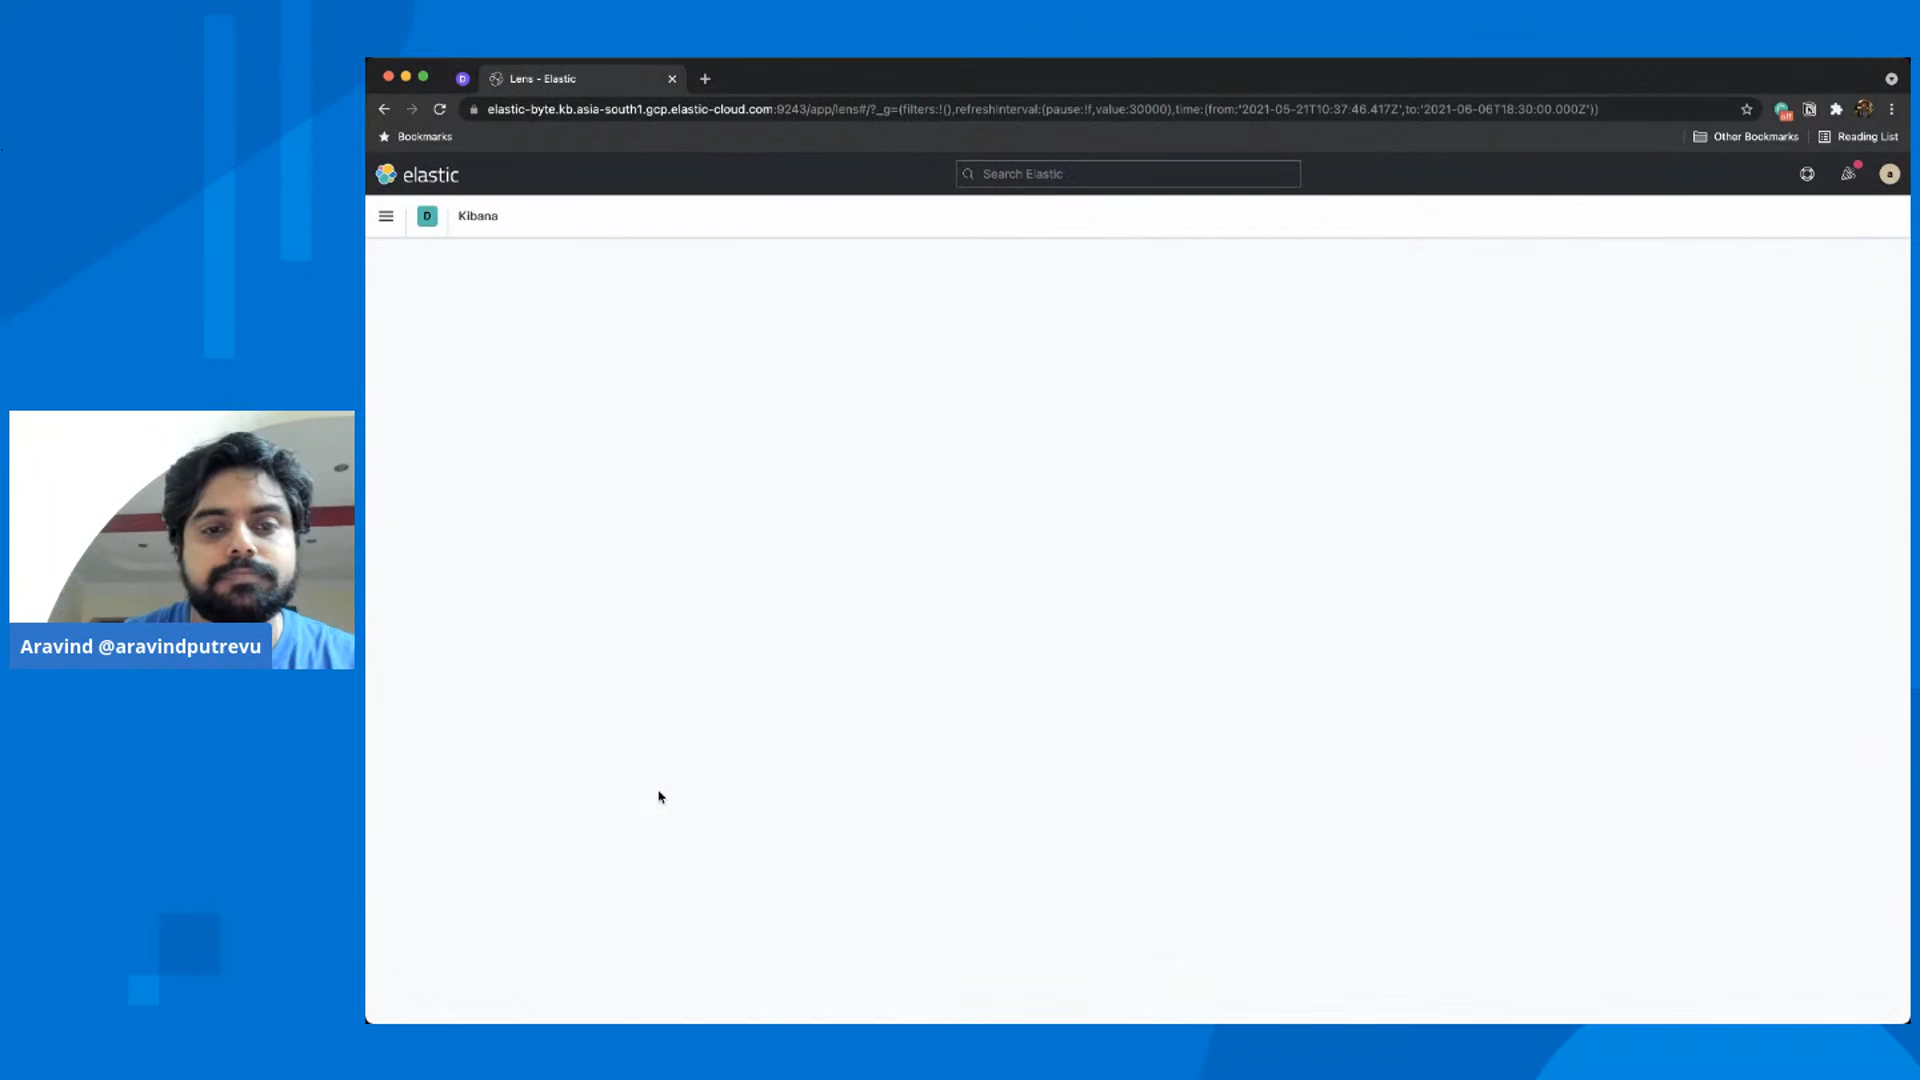 D
Lens - Elastic
elastic-byte.kb.asia-south1.gcp.elastic-cloud.com:9243/app/lens#/?_g=(filters:!(),refreshInterval:(pause:!f,value:30000),time:(from:'2021-05-21T10:37:46.417Z',to:'2021-06-06T18:30:00.000Z'))
off
Bookmarks
Other Bookmarks
Reading List
elastic
Search Elastic
a
D
Kibana
Aravind @aravindputrevu